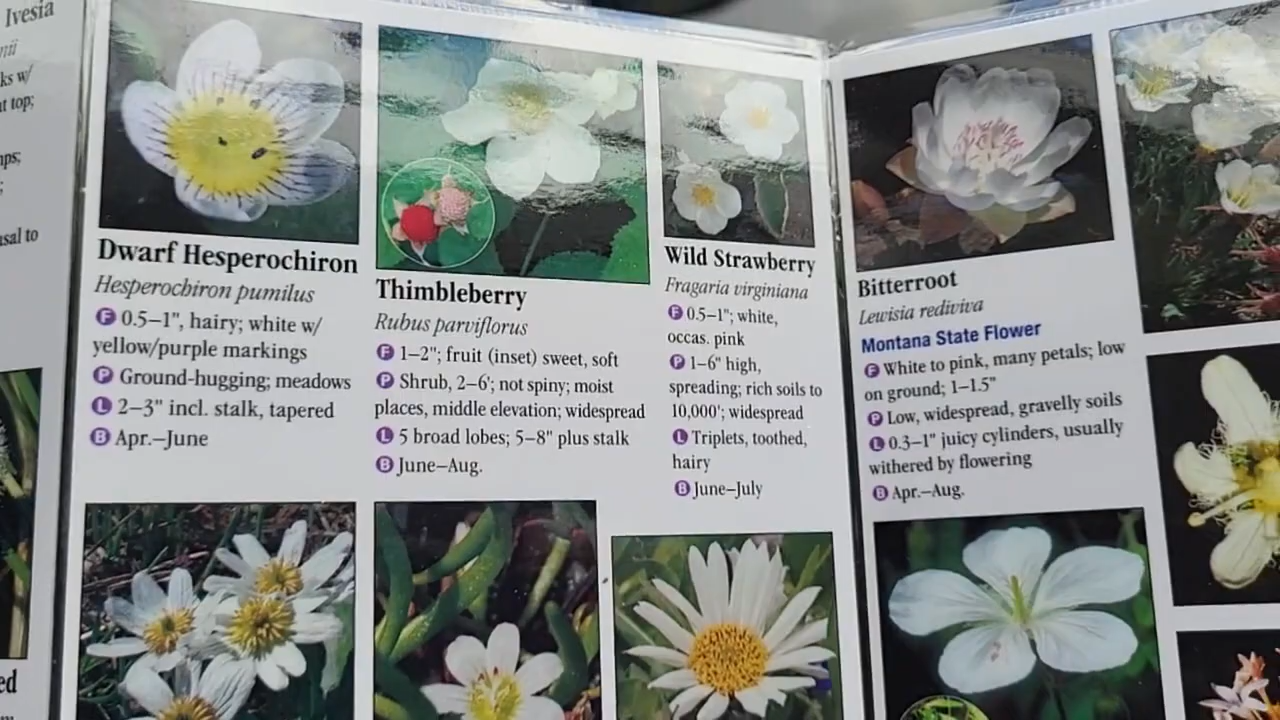 Ivesia
nii
ks w/
t top;
nps;
;
asal to
ed
Dwarf Hesperochiron
Hesperochiron pumilus
F 0.5–1", hairy; white w/
yellow/purple markings
P Ground-hugging; meadows
L 2–3" incl. stalk, tapered
B Apr.–June
Thimbleberry
Rubus parviflorus
F 1–2"; fruit (inset) sweet, soft
P Shrub, 2–6'; not spiny; moist
places, middle elevation; widespread
L 5 broad lobes; 5–8" plus stalk
B June–Aug.
Wild Strawberry
Fragaria virginiana
F 0.5–1"; white,
occas. pink
P 1–6" high,
spreading; rich soils to
10,000'; widespread
L Triplets, toothed,
hairy
B June–July
Bitterroot
Lewisia rediviva
Montana State Flower
F White to pink, many petals; low
on ground; 1–1.5"
P Low, widespread, gravelly soils
L 0.3–1" juicy cylinders, usually
withered by flowering
B Apr.–Aug.